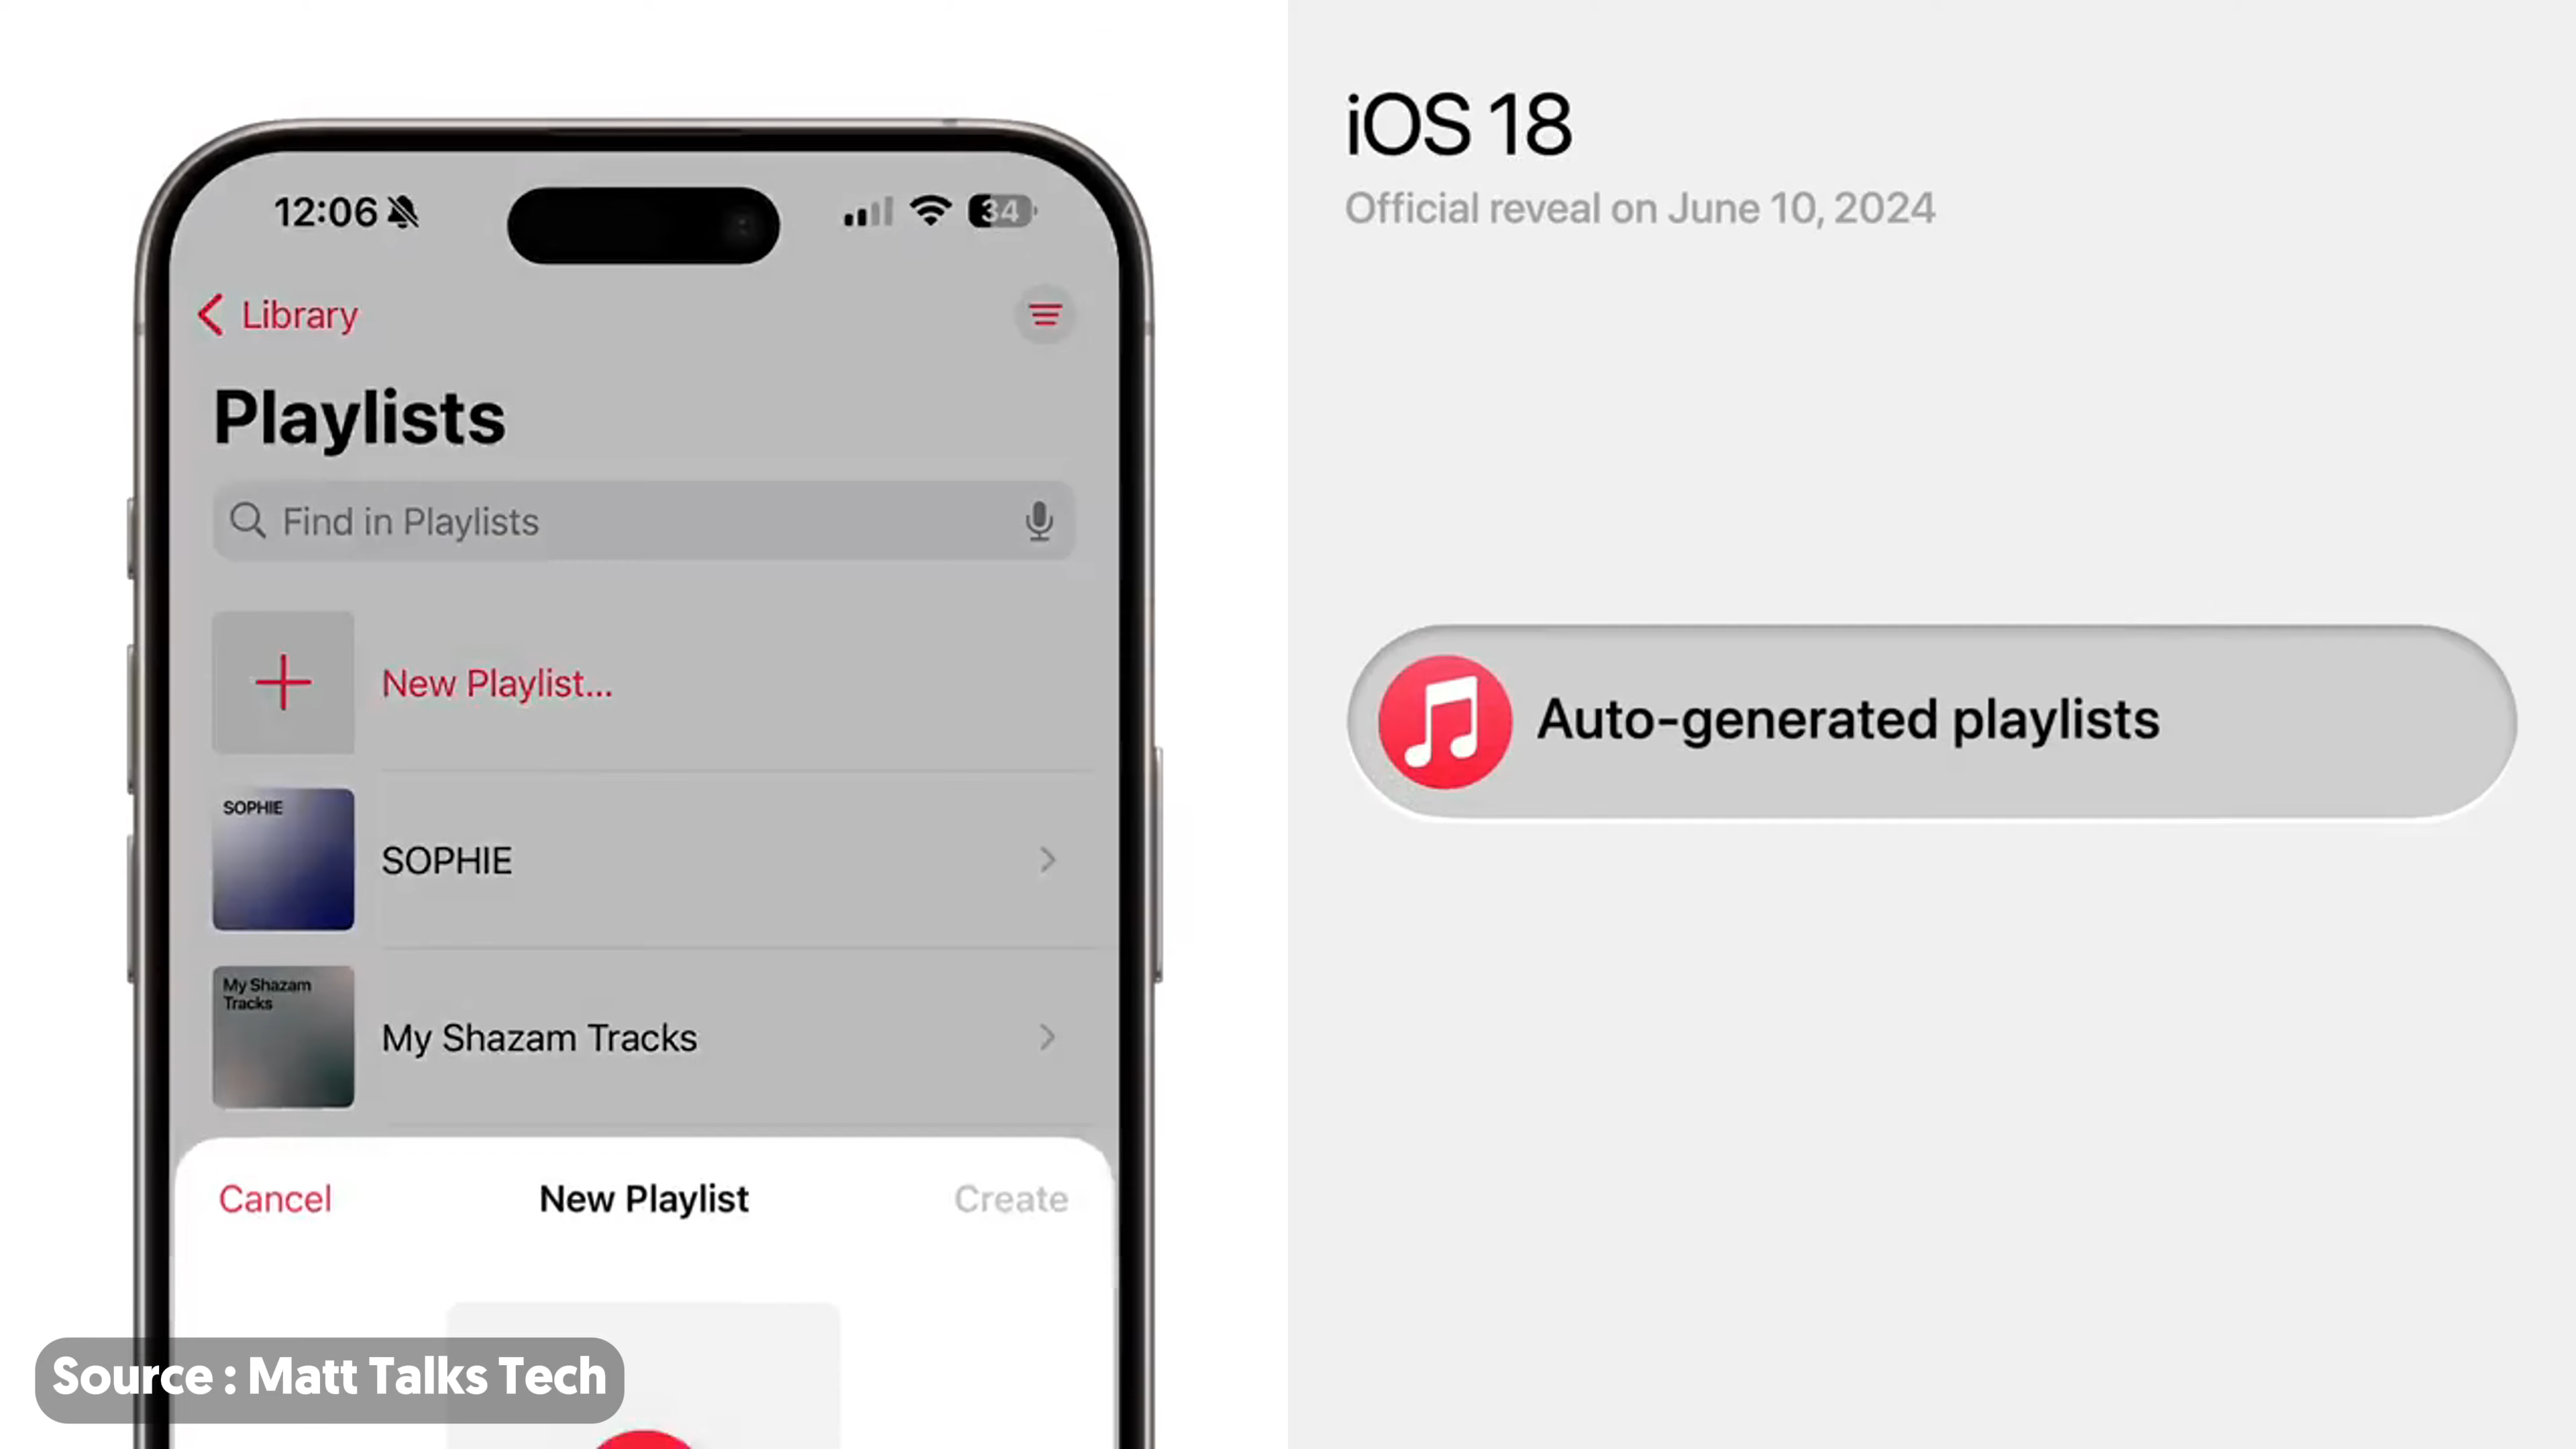 12:06
34
Library
Playlists
Find in Playlists
New Playlist...
SOPHIE
SOPHIE
My Shazam
Tracks
My Shazam Tracks
Cancel
New Playlist
Create
Source : Matt Talks Tech
iOS 18
Official reveal on June 10, 2024
Auto-generated playlists